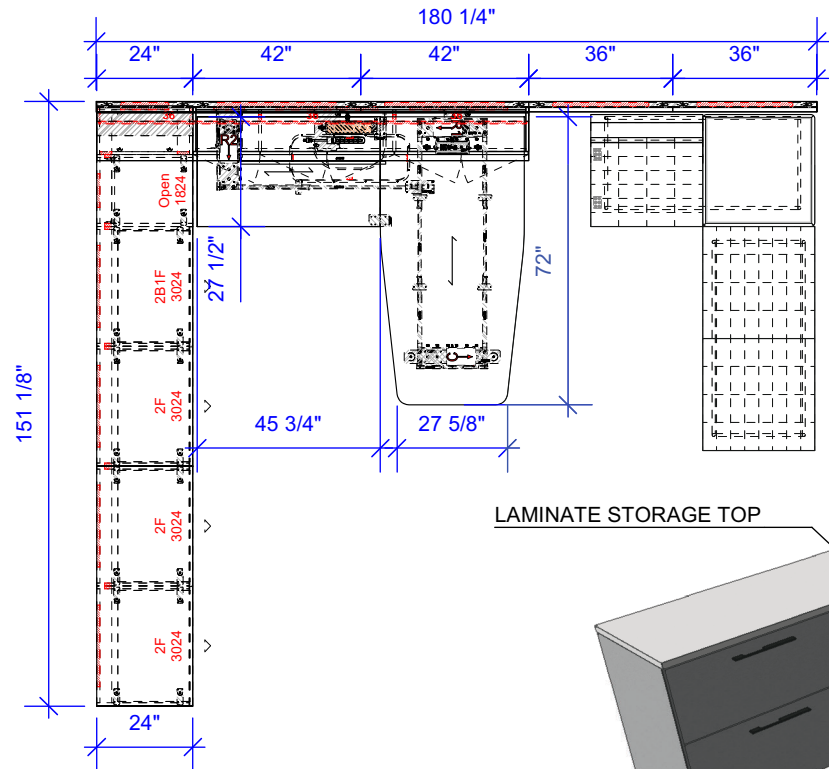 180 1/4"
24"
42"
42"
36"
36"
Open
1824
27 1/2"
2B1F
3024
72"
151 1/8"
2F
3024
45 3/4"
27 5/8"
2F
3024
LAMINATE STORAGE TOP
2F
3024
24"